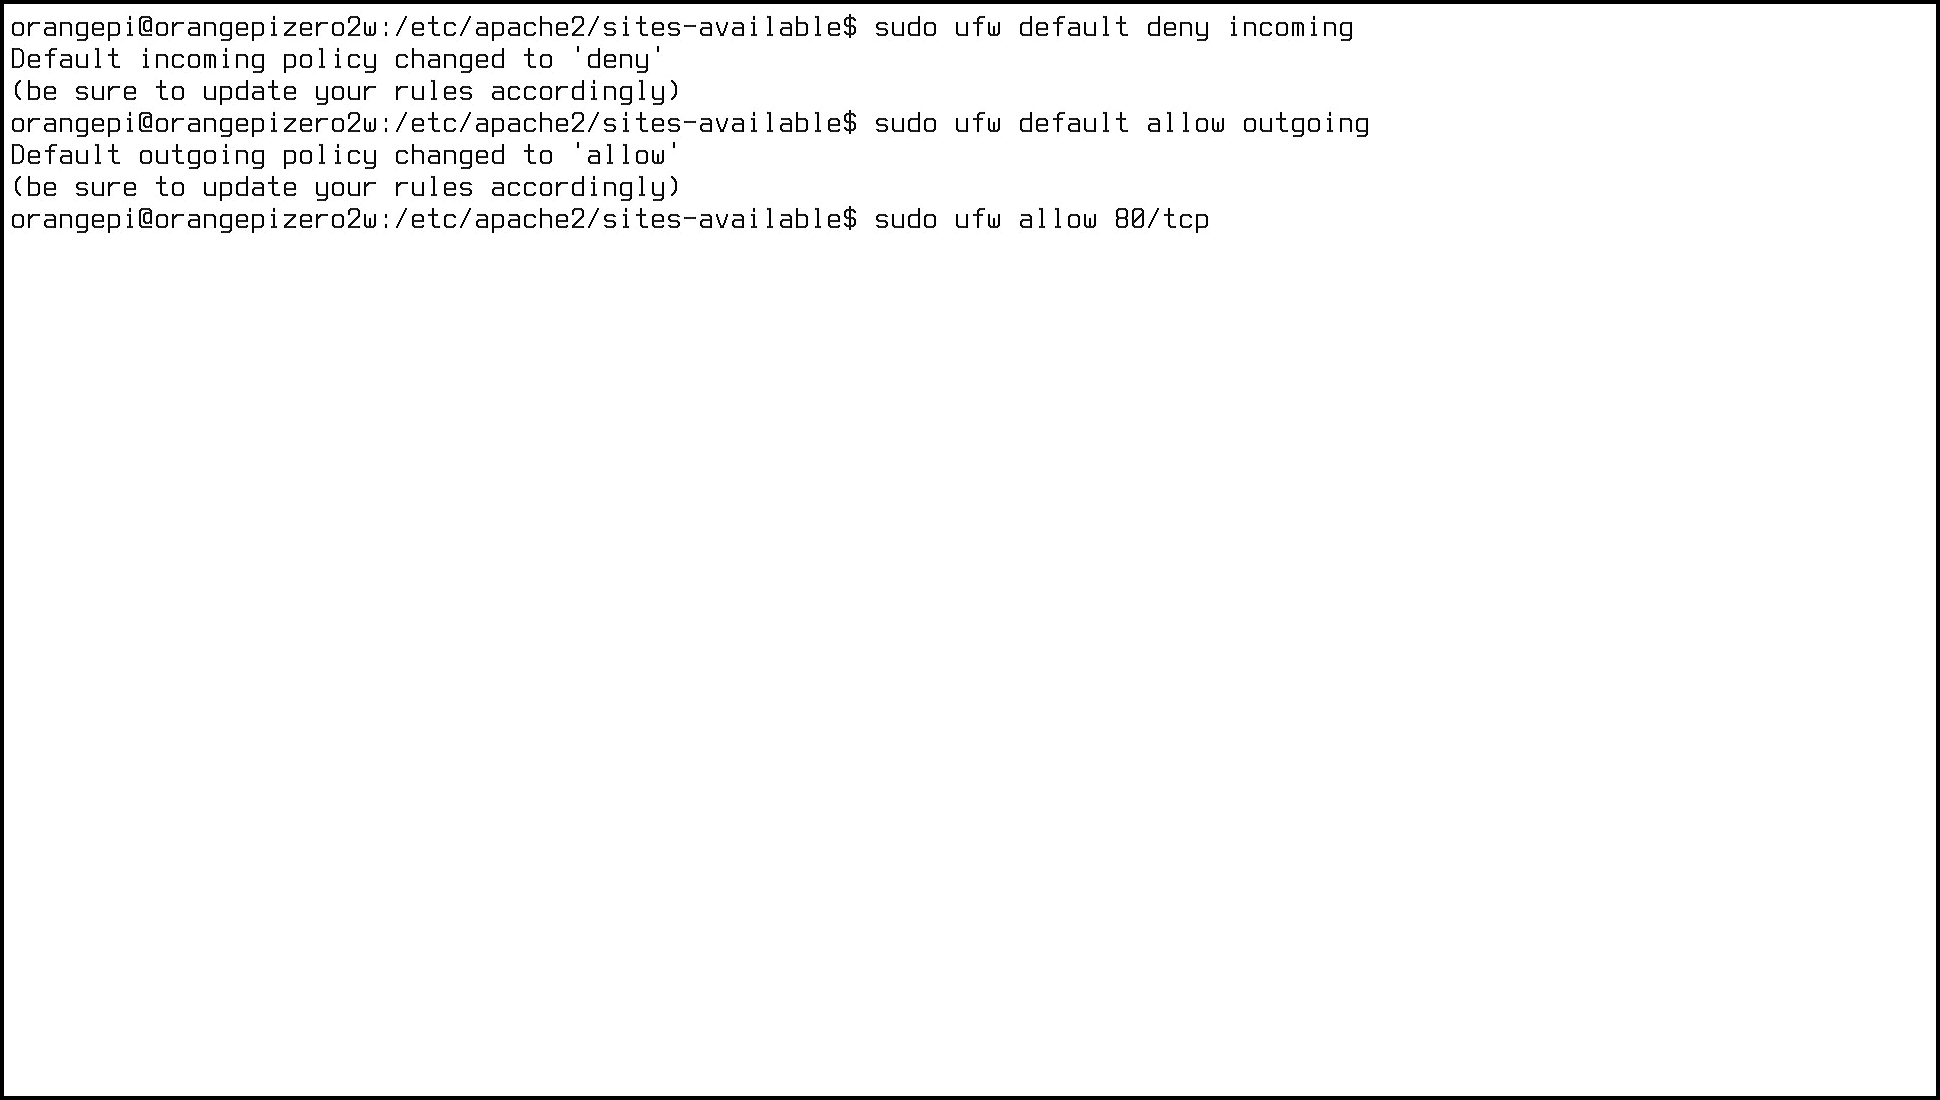 orangepi@orangepizero2w:/etc/apache2/sites-available$ sudo ufw default deny incoming
Default incoming policy changed to 'deny'
(be sure to update your rules accordingly)
orangepi@orangepizero2w:/etc/apache2/sites-available$ sudo ufw default allow outgoing
Default outgoing policy changed to 'allow'
(be sure to update your rules accordingly)
orangepi@orangepizero2w:/etc/apache2/sites-available$ sudo ufw allow 80/tcp